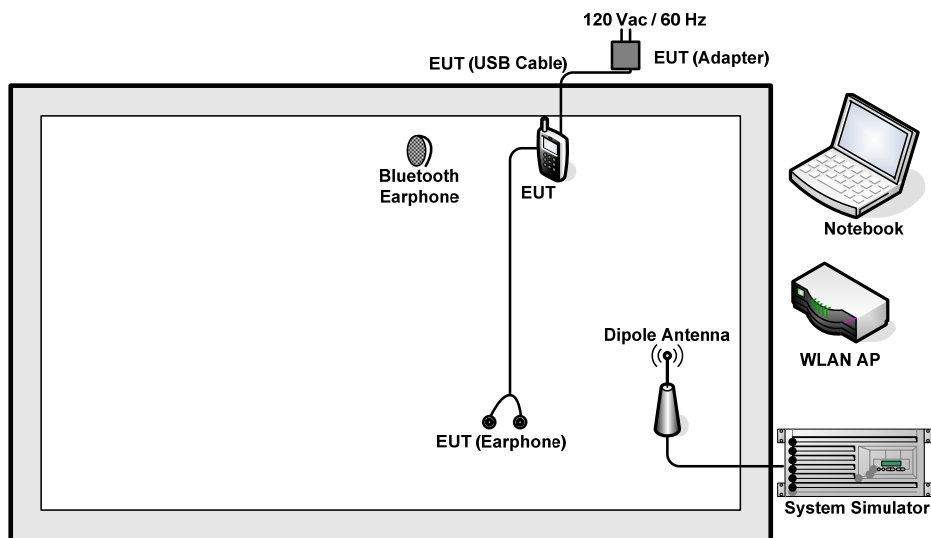 120 Vac / 60 Hz
EUT (USB Cable)
EUT (Adapter)
Bluetooth
Earphone
EUT
Notebook
Dipole Antenna
WLAN AP
EUT (Earphone)
System Simulator